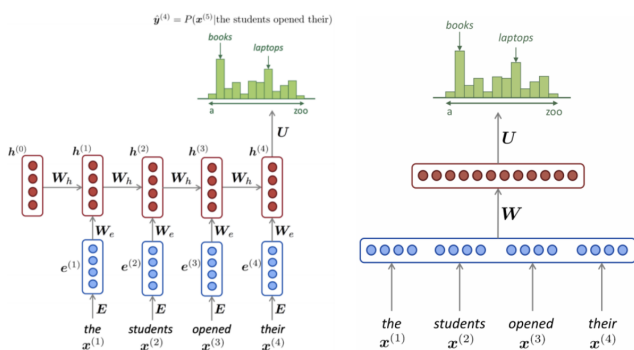 ŷ⁽⁴⁾ = P(x⁽⁵⁾|the students opened their)
books
laptops
a zoo
U
h⁽⁰⁾ h⁽¹⁾ h⁽²⁾ h⁽³⁾ h⁽⁴⁾
W_h W_h W_h W_h
W_e W_e W_e W_e
e⁽¹⁾ e⁽²⁾ e⁽³⁾ e⁽⁴⁾
E E E E
the students opened their
x⁽¹⁾ x⁽²⁾ x⁽³⁾ x⁽⁴⁾
books
laptops
a zoo
U
W
the students opened their
x⁽¹⁾ x⁽²⁾ x⁽³⁾ x⁽⁴⁾